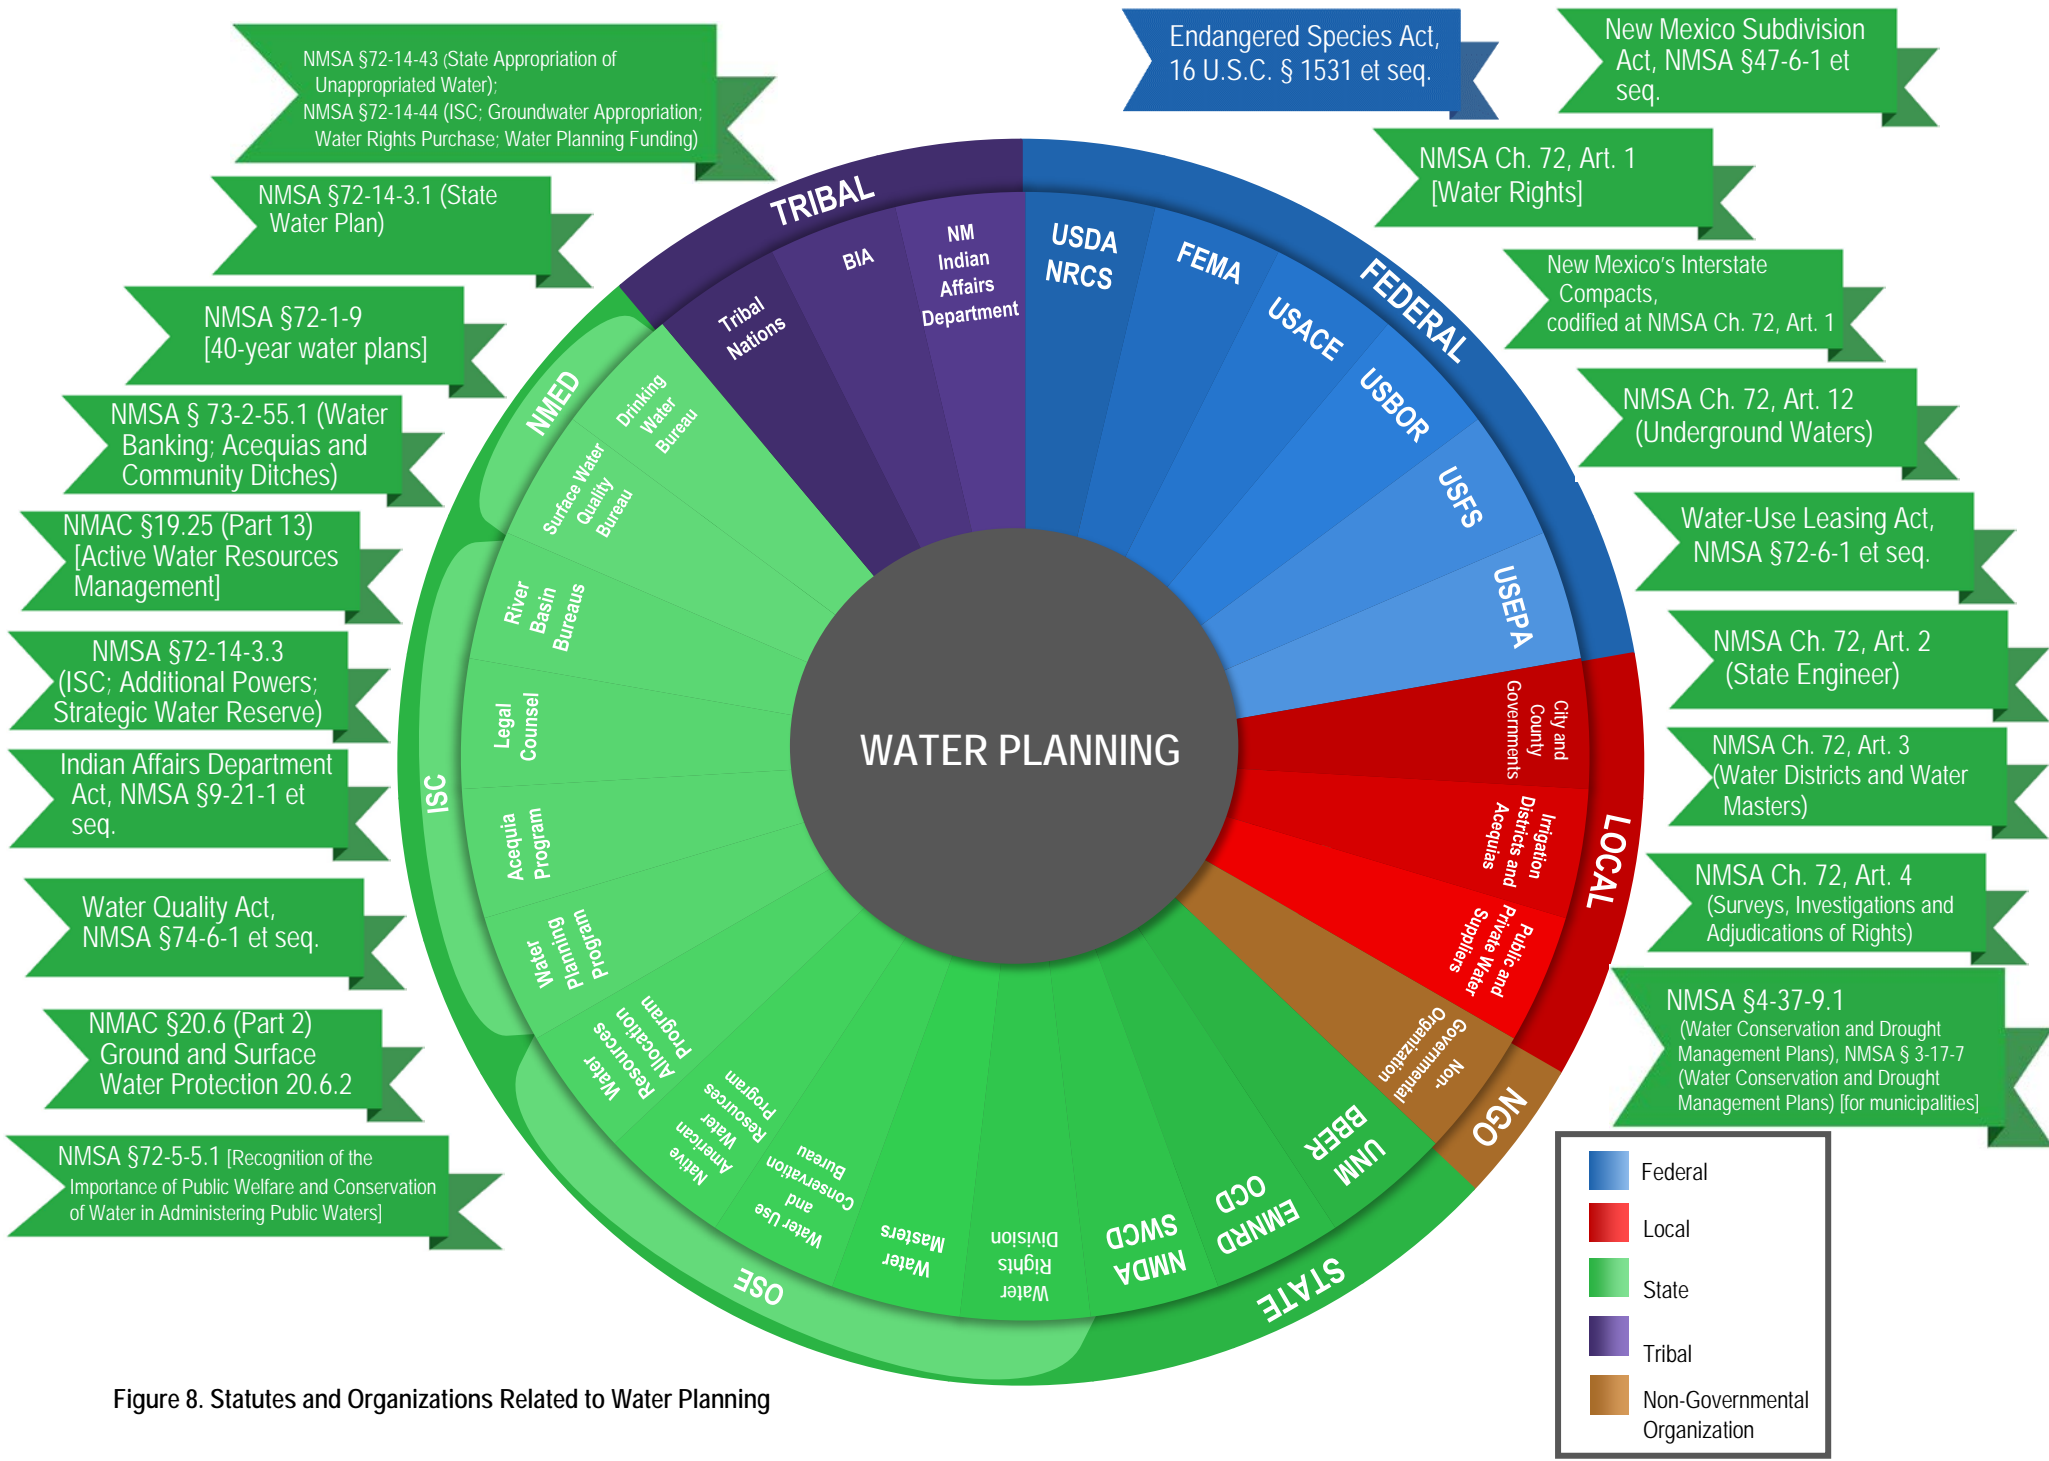 NMSA §72-14-43 (State Appropriation of
Unappropriated Water);
NMSA §72-14-44 (ISC; Groundwater Appropriation;
Water Rights Purchase; Water Planning Funding)
NMSA §72-14-3.1 (State
Water Plan)
NMSA §72-1-9
[40-year water plans]
NMSA § 73-2-55.1 (Water
Banking; Acequias and
Community Ditches)
NMAC §19.25 (Part 13)
[Active Water Resources
Management]
NMSA §72-14-3.3
(ISC; Additional Powers;
Strategic Water Reserve)
Indian Affairs Department
Act, NMSA §9-21-1 et
seq.
Water Quality Act,
NMSA §74-6-1 et seq.
NMAC §20.6 (Part 2)
Ground and Surface
Water Protection 20.6.2
NMSA §72-5-5.1 [Recognition of the
Importance of Public Welfare and Conservation
of Water in Administering Public Waters]
Endangered Species Act,
16 U.S.C. § 1531 et seq.
New Mexico Subdivision
Act, NMSA §47-6-1 et
seq.
NMSA Ch. 72, Art. 1
[Water Rights]
New Mexico's Interstate
Compacts,
codified at NMSA Ch. 72, Art. 1
NMSA Ch. 72, Art. 12
(Underground Waters)
Water-Use Leasing Act,
NMSA §72-6-1 et seq.
NMSA Ch. 72, Art. 2
(State Engineer)
NMSA Ch. 72, Art. 3
(Water Districts and Water
Masters)
NMSA Ch. 72, Art. 4
(Surveys, Investigations and
Adjudications of Rights)
NMSA §4-37-9.1
(Water Conservation and Drought
Management Plans), NMSA § 3-17-7
(Water Conservation and Drought
Management Plans) [for municipalities]
WATER PLANNING
TRIBAL
Tribal
Nations
BIA
NM
Indian
Affairs
Department
FEDERAL
USDA
NRCS
FEMA
USACE
USBOR
USFS
USEPA
LOCAL
City and
County
Governments
Irrigation
Districts and
Acequias
Public and
Private Water
Suppliers
NGO
Non-
Governmental
Organization
STATE
UNM
BBER
EMNRD
OCD
NMDA
SWCD
OSE
Water
Rights
Division
Water
Masters
Water Use
and
Conservation
Bureau
Native
American
Water
Resources
Program
Water
Resources
Allocation
Program
ISC
Water
Planining
Program
Acequia
Program
Legal
Counsel
River
Basin
Bureaus
NMED
Surface Water
Quality
Bureau
Drinking
Water
Bureau
Federal
Local
State
Tribal
Non-Governmental
Organization
Figure 8. Statutes and Organizations Related to Water Planning